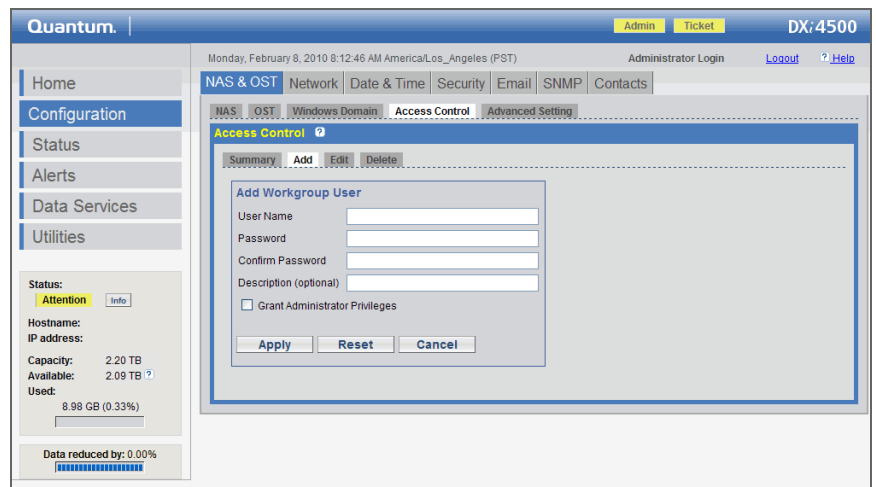 Quantum.
Admin Ticket DXi4500
Monday, February 8, 2010 8:12:46 AM America/Los_Angeles (PST) Administrator Login Logout ? Help
Home
Configuration
Status
Alerts
Data Services
Utilities
NAS & OST Network Date & Time Security Email SNMP Contacts
NAS OST Windows Domain Access Control Advanced Setting
Access Control ?
Summary Add Edit Delete
Add Workgroup User
User Name
Password
Confirm Password
Description (optional)
Grant Administrator Privileges
Apply Reset Cancel
Status:
Attention Info
Hostname:
IP address:
Capacity: 2.20 TB
Available: 2.09 TB ?
Used:
8.98 GB (0.33%)
Data reduced by: 0.00%